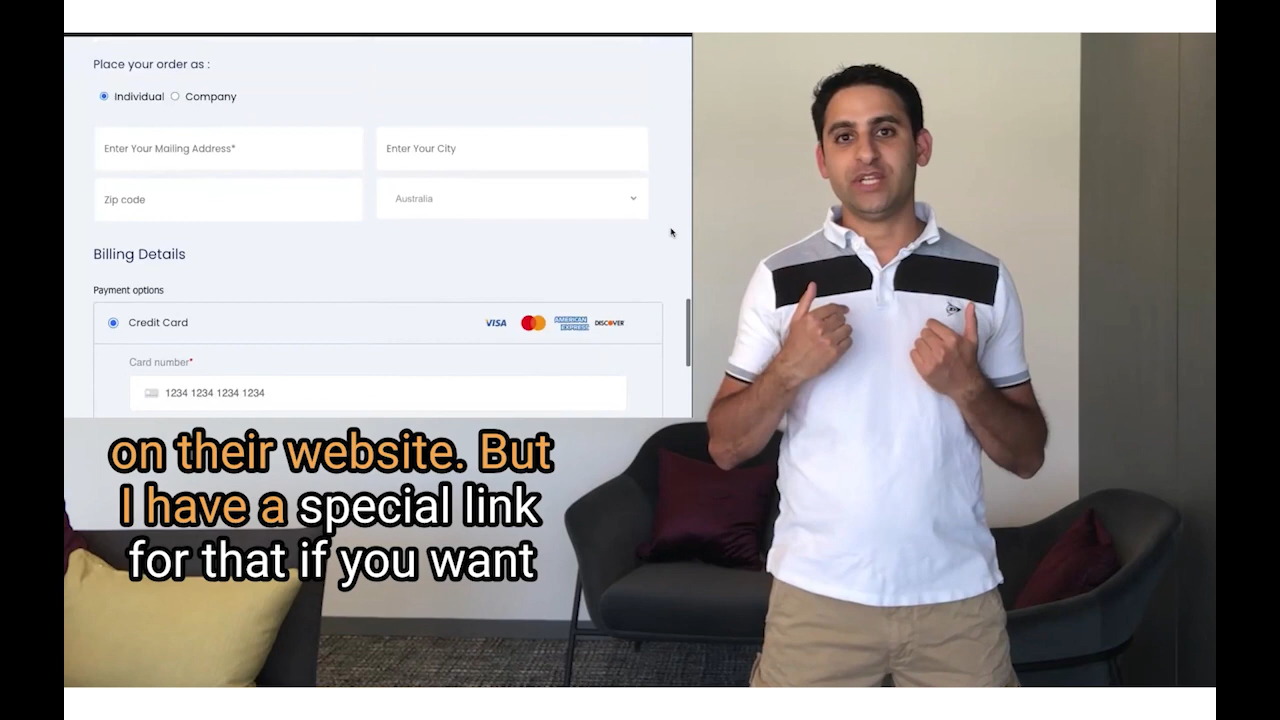 Place your order as :
Individual Company
Enter Your Mailing Address* Enter Your City
Zip code Australia
Billing Details
Payment options
Credit Card VISA AMERICAN EXPRESS DISCOVER
Card number*
1234 1234 1234 1234
on their website. But
I have a special link
for that if you want